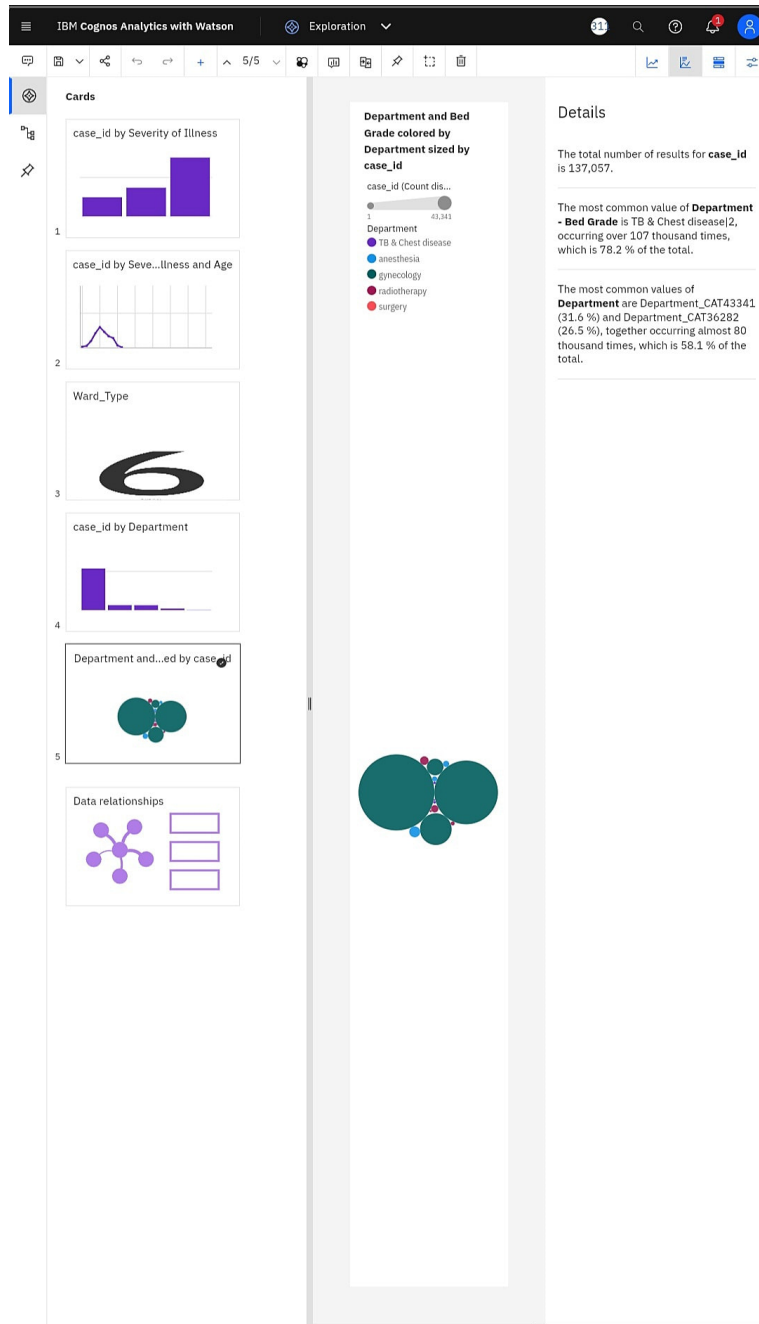 IBM Cognos Analytics with Watson
Exploration
311
1
5/5
Cards
case_id by Severity of Illness
1
case_id by Seve...llness and Age
2
Ward_Type
6
3
case_id by Department
4
Department and...ed by case_id
5
Data relationships
Department and Bed
Grade colored by
Department sized by
case_id
case_id (Count dis...
1 43,341
Department
TB & Chest disease
anesthesia
gynecology
radiotherapy
surgery
Details
The total number of results for case_id
is 137,057.
The most common value of Department
- Bed Grade is TB & Chest disease|2,
occurring over 107 thousand times,
which is 78.2 % of the total.
The most common values of
Department are Department_CAT43341
(31.6 %) and Department_CAT36282
(26.5 %), together occurring almost 80
thousand times, which is 58.1 % of the
total.